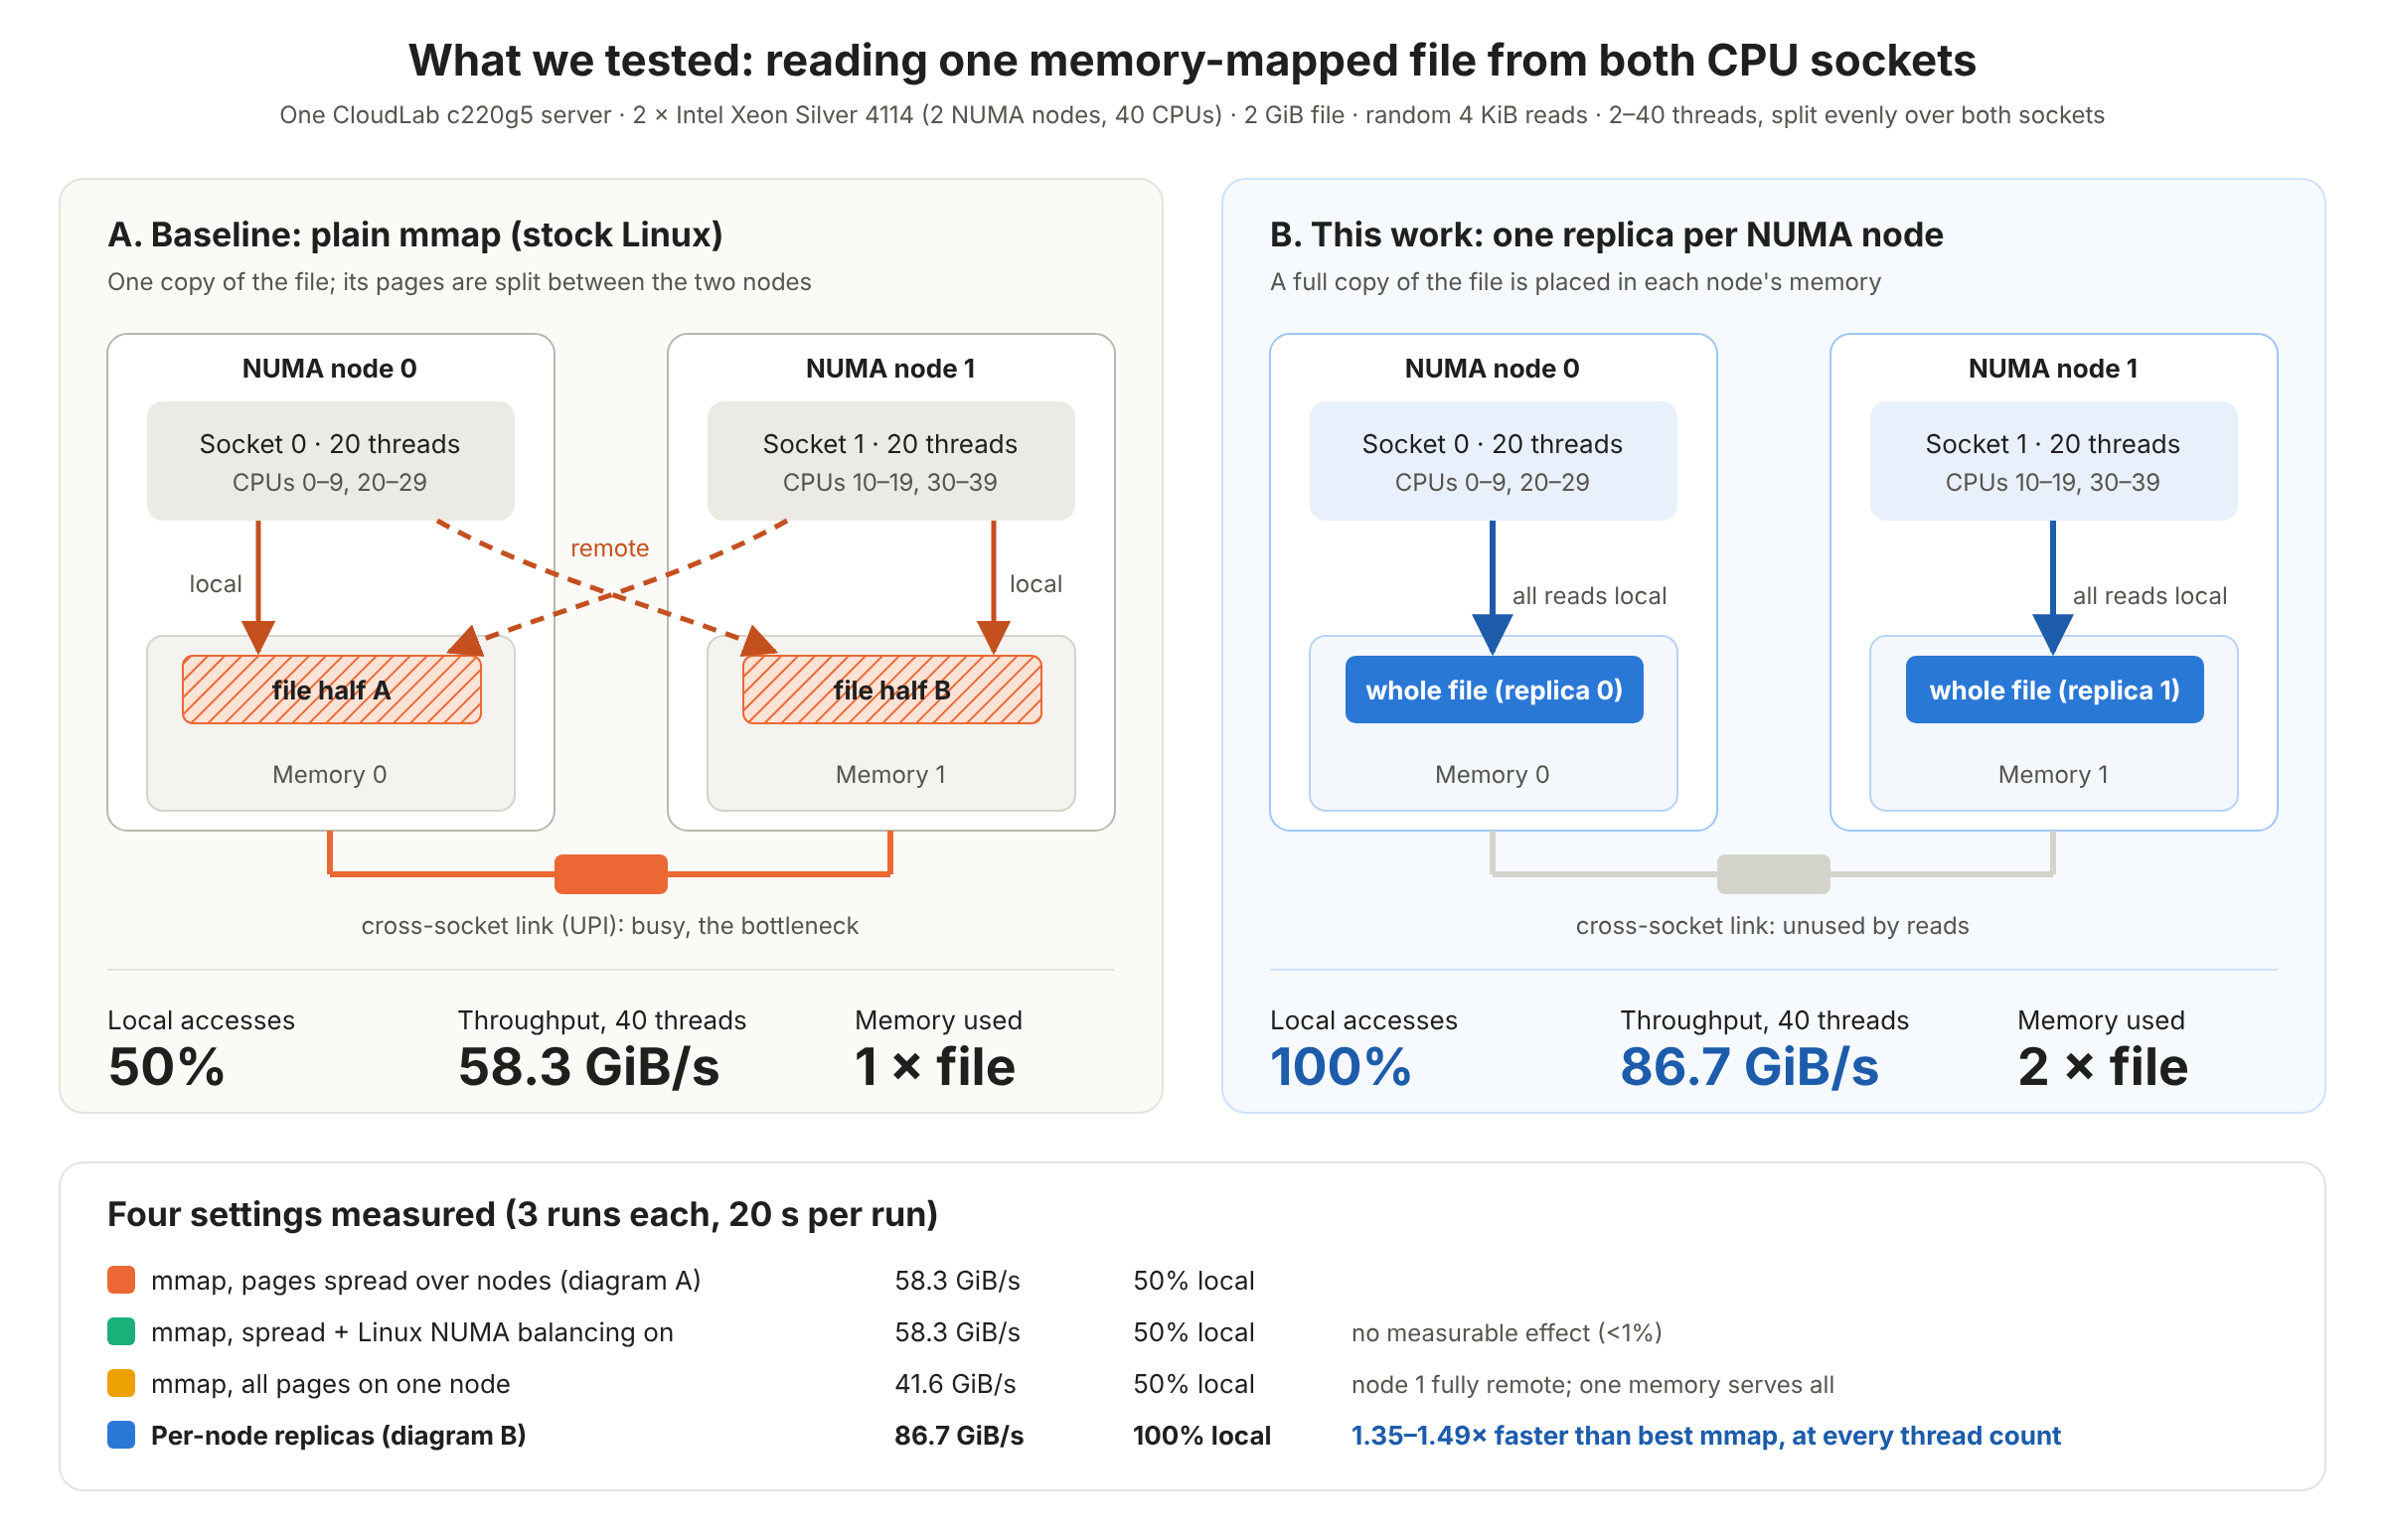 What we tested: reading one memory-mapped file from both CPU sockets
One CloudLab c220g5 server · 2 × Intel Xeon Silver 4114 (2 NUMA nodes, 40 CPUs) · 2 GiB file · random 4 KiB reads · 2–40 threads, split evenly over both sockets
A. Baseline: plain mmap (stock Linux)
One copy of the file; its pages are split between the two nodes
NUMA node 0
NUMA node 1
Socket 0 · 20 threads
CPUs 0–9, 20–29
Socket 1 · 20 threads
CPUs 10–19, 30–39
remote
local
local
file half A
file half B
Memory 0
Memory 1
cross-socket link (UPI): busy, the bottleneck
Local accesses
50%
Throughput, 40 threads
58.3 GiB/s
Memory used
1 × file
B. This work: one replica per NUMA node
A full copy of the file is placed in each node's memory
NUMA node 0
NUMA node 1
Socket 0 · 20 threads
CPUs 0–9, 20–29
Socket 1 · 20 threads
CPUs 10–19, 30–39
all reads local
all reads local
whole file (replica 0)
whole file (replica 1)
Memory 0
Memory 1
cross-socket link: unused by reads
Local accesses
100%
Throughput, 40 threads
86.7 GiB/s
Memory used
2 × file
Four settings measured (3 runs each, 20 s per run)
mmap, pages spread over nodes (diagram A) 58.3 GiB/s 50% local
mmap, spread + Linux NUMA balancing on 58.3 GiB/s 50% local no measurable effect (<1%)
mmap, all pages on one node 41.6 GiB/s 50% local node 1 fully remote; one memory serves all
Per-node replicas (diagram B) 86.7 GiB/s 100% local 1.35–1.49× faster than best mmap, at every thread count